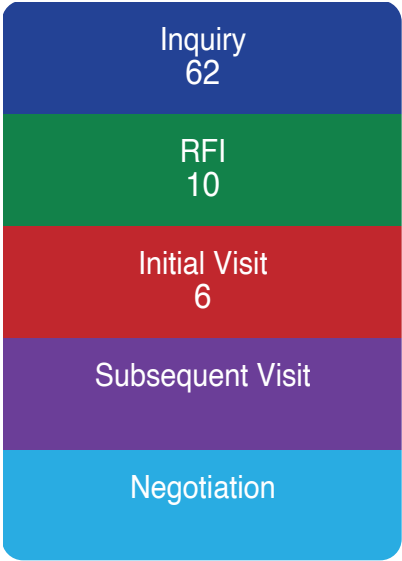 Inquiry
62
RFI
10
Initial Visit
6
Subsequent Visit
Negotiation